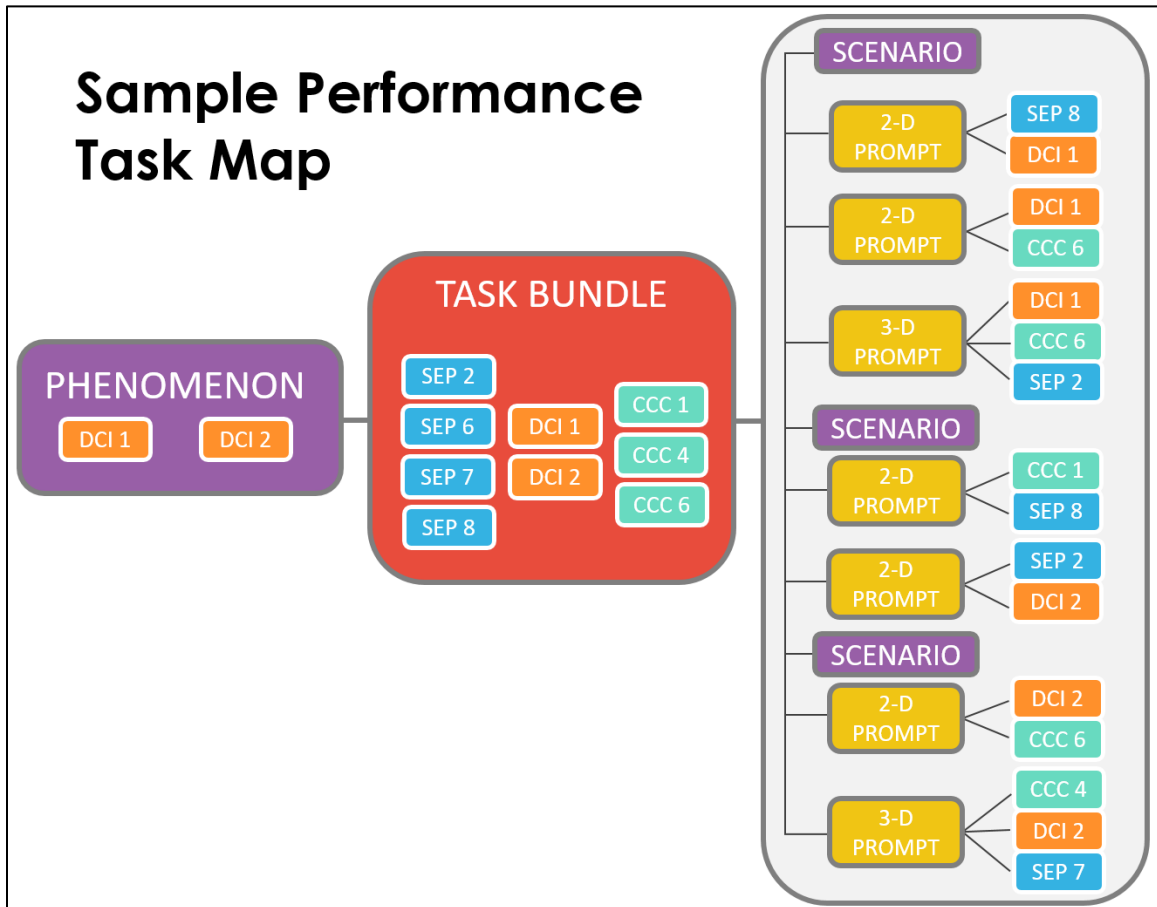 Sample Performance
Task Map
PHENOMENON
DCI 1
DCI 2
TASK BUNDLE
SEP 2
SEP 6
SEP 7
SEP 8
DCI 1
DCI 2
CCC 1
CCC 4
CCC 6
SCENARIO
2-D
PROMPT
SEP 8
DCI 1
2-D
PROMPT
DCI 1
CCC 6
3-D
PROMPT
DCI 1
CCC 6
SEP 2
SCENARIO
2-D
PROMPT
CCC 1
SEP 8
2-D
PROMPT
SEP 2
DCI 2
SCENARIO
2-D
PROMPT
DCI 2
CCC 6
3-D
PROMPT
CCC 4
DCI 2
SEP 7